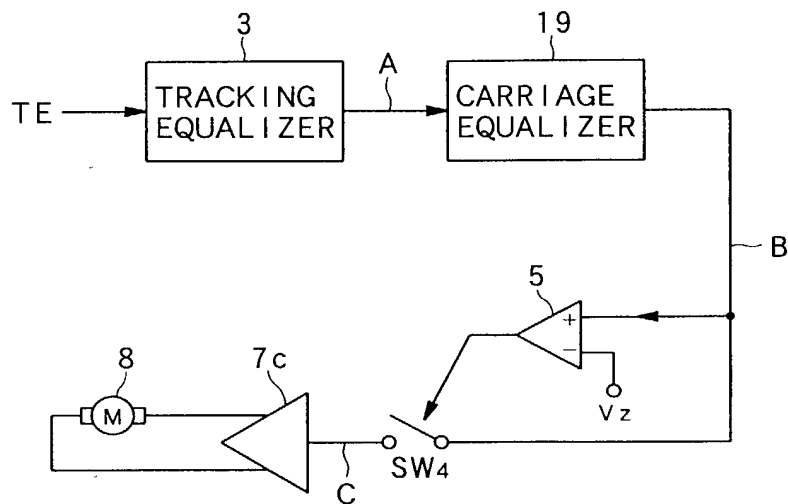 3
19
A
TE
TRACKING
EQUALIZER
CARRIAGE
EQUALIZER
B
5
+
−
Vz
8
7c
M
SW4
C